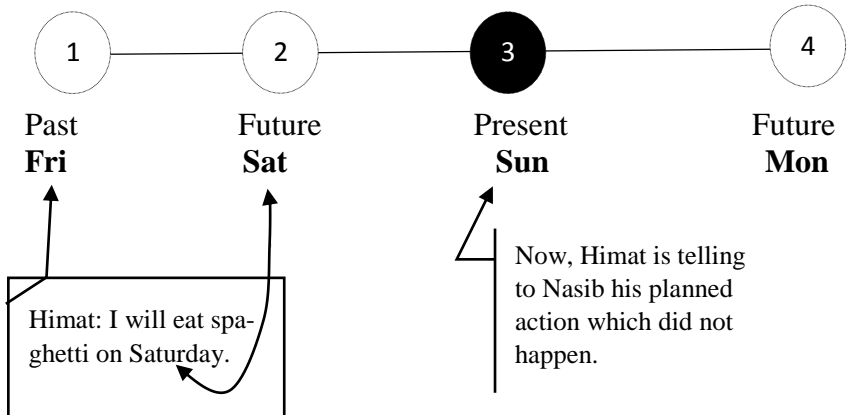 1 2 3 4
Past Future Present Future
Fri Sat Sun Mon
Himat: I will eat spa-
ghetti on Saturday.
Now, Himat is telling
to Nasib his planned
action which did not
happen.